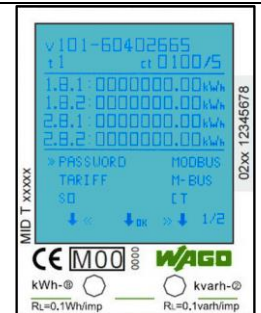 v101-60402665
t1 ct 0100/5
1.8.1:0000000.00kWh
1.8.2:0000000.00kWh
2.8.1:0000000.00kWh
2.8.2:0000000.00kWh
»PASSWORD MODBUS
TARIFF M-BUS
SO CT
⬇« ⬇OK »⬇ 1/2
MID T xxxxx
02xx 12345678
CE M00
WAGO
kWh-① kvarh-②
RL=0,1Wh/imp RL=0,1varh/imp